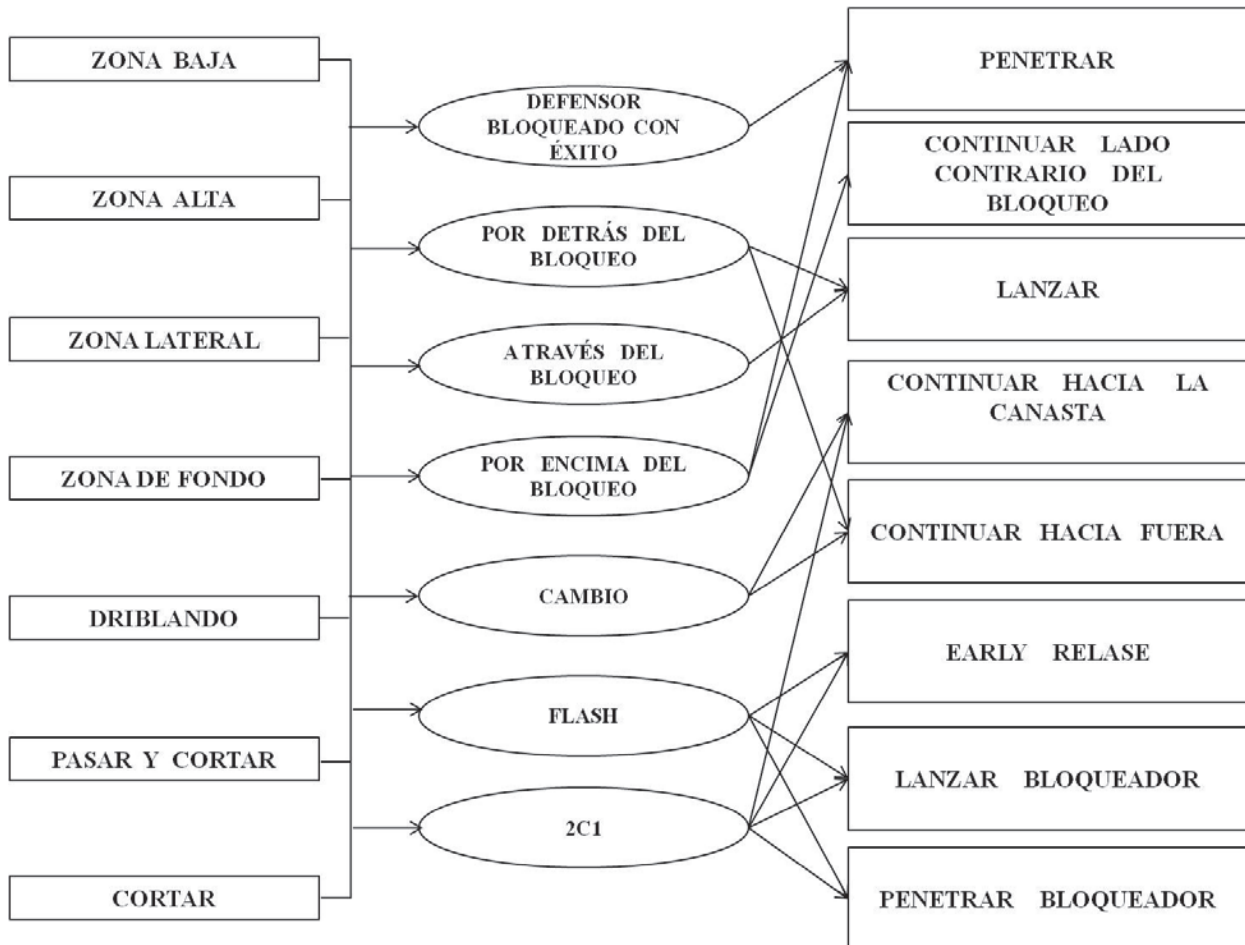 ZONA BAJA
ZONA ALTA
ZONA LATERAL
ZONA DE FONDO
DRIBLANDO
PASAR Y CORTAR
CORTAR
DEFENSOR
BLOQUEADO CON
ÉXITO
POR DETRÁS DEL
BLOQUEO
A TRAVÉS DEL
BLOQUEO
POR ENCIMA DEL
BLOQUEO
CAMBIO
FLASH
2C1
PENETRAR
CONTINUAR LADO
CONTRARIO DEL
BLOQUEO
LANZAR
CONTINUAR HACIA LA
CANASTA
CONTINUAR HACIA FUERA
EARLY RELASE
LANZAR BLOQUEADOR
PENETRAR BLOQUEADOR